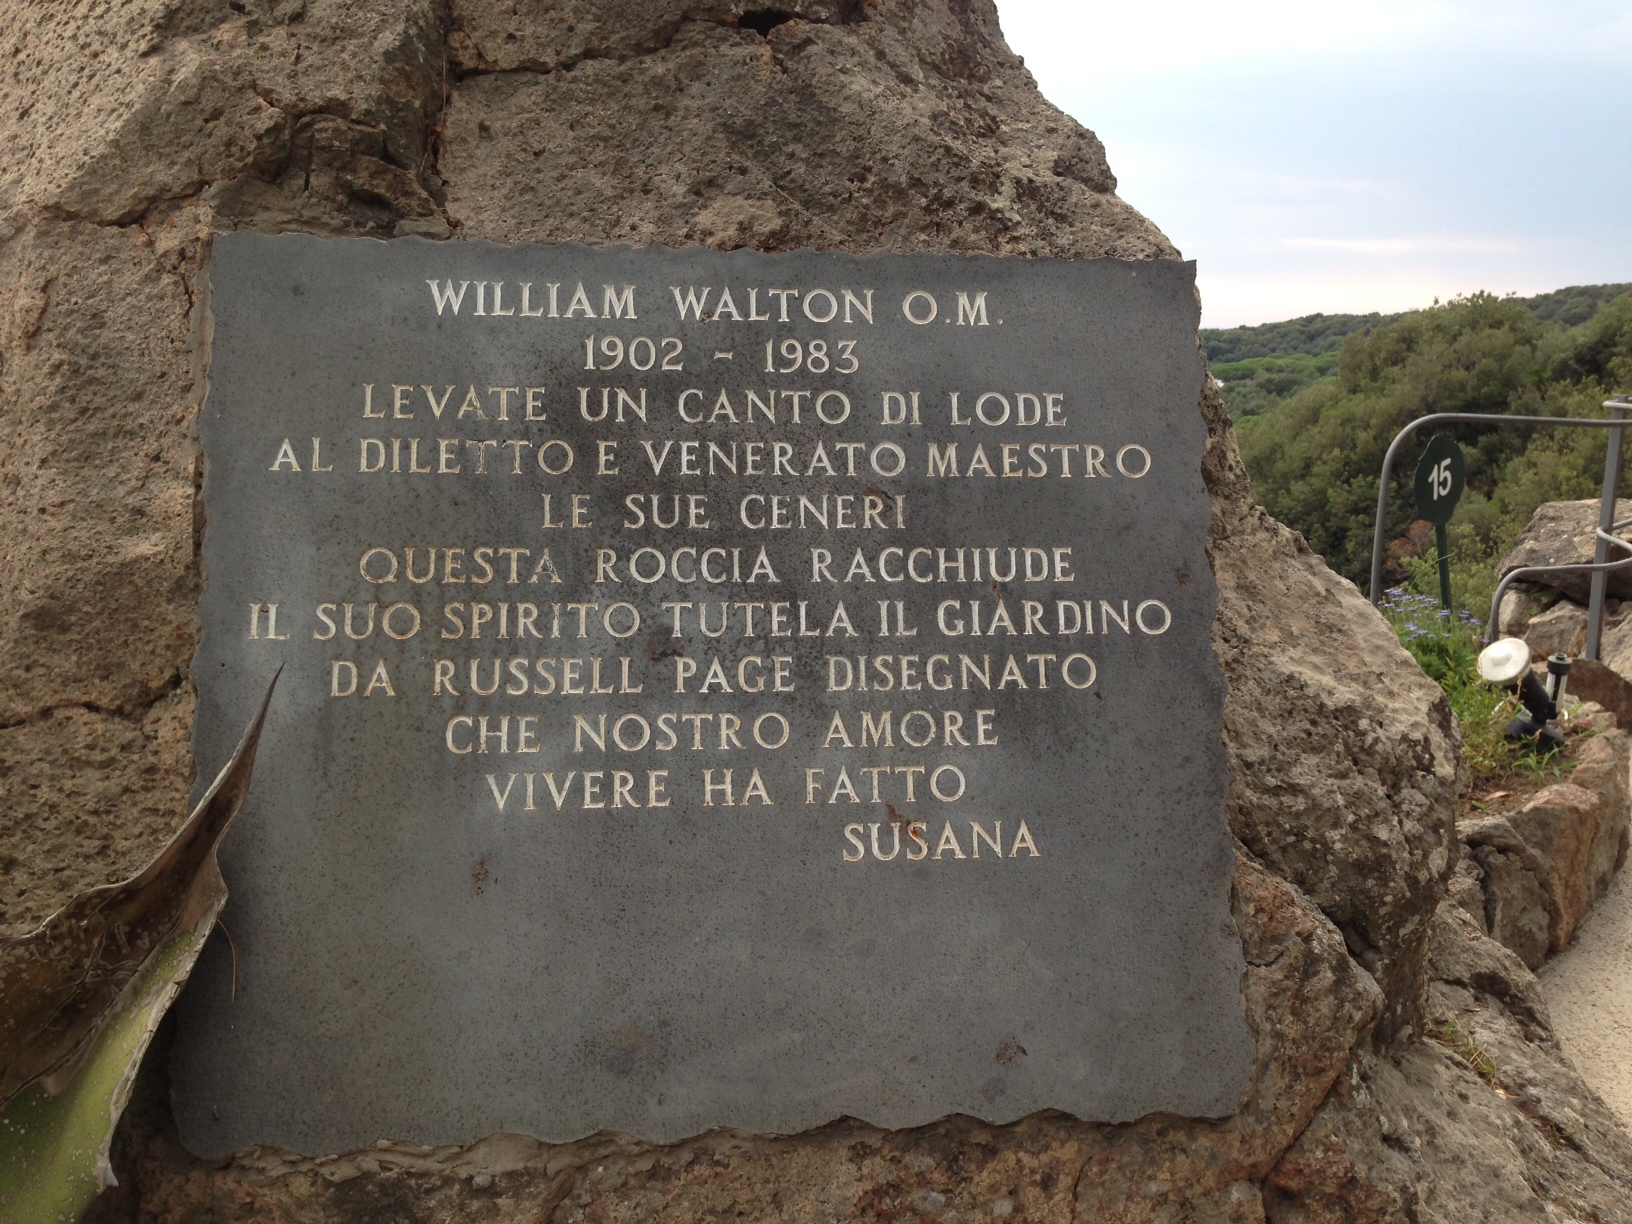 WILLIAM WALTON O.M.
1902 - 1983
LEVATE UN CANTO DI LODE
AL DILETTO E VENERATO MAESTRO
LE SUE CENERI
QUESTA ROCCIA RACCHIUDE
IL SUO SPIRITO TUTELA IL GIARDINO
DA RUSSELL PAGE DISEGNATO
CHE NOSTRO AMORE
VIVERE HA FATTO
SUSANA
15